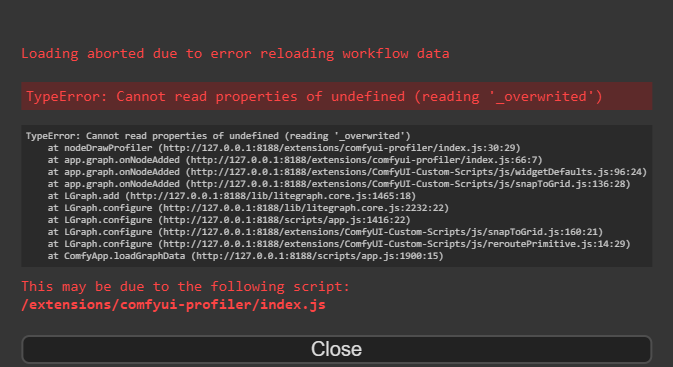 Loading aborted due to error reloading workflow data
TypeError: Cannot read properties of undefined (reading '_overwrited')
TypeError: Cannot read properties of undefined (reading '_overwrited')
at nodeDrawProfiler (http://127.0.0.1:8188/extensions/comfyui-profiler/index.js:30:29)
at app.graph.onNodeAdded (http://127.0.0.1:8188/extensions/comfyui-profiler/index.js:66:7)
at app.graph.onNodeAdded (http://127.0.0.1:8188/extensions/ComfyUI-Custom-Scripts/js/widgetDefaults.js:96:24)
at app.graph.onNodeAdded (http://127.0.0.1:8188/extensions/ComfyUI-Custom-Scripts/js/snapToGrid.js:136:28)
at LGraph.add (http://127.0.0.1:8188/lib/litegraph.core.js:1465:18)
at LGraph.configure (http://127.0.0.1:8188/lib/litegraph.core.js:2232:22)
at LGraph.configure (http://127.0.0.1:8188/scripts/app.js:1416:22)
at LGraph.configure (http://127.0.0.1:8188/extensions/ComfyUI-Custom-Scripts/js/snapToGrid.js:160:21)
at LGraph.configure (http://127.0.0.1:8188/extensions/ComfyUI-Custom-Scripts/js/reroutePrimitive.js:14:29)
at ComfyApp.loadGraphData (http://127.0.0.1:8188/scripts/app.js:1900:15)
This may be due to the following script:
/extensions/comfyui-profiler/index.js
Close